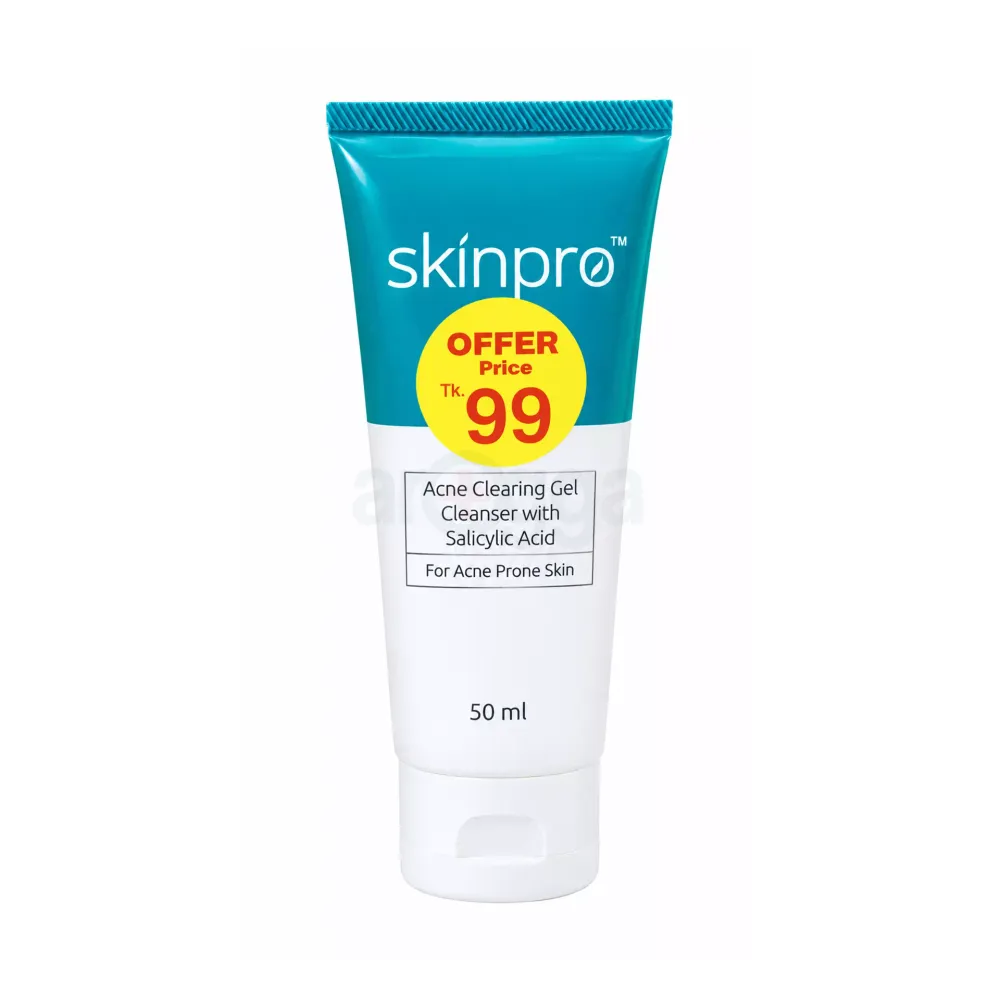 skinpro™
OFFER
Price
Tk. 99
Acne Clearing Gel
Cleanser with
Salicylic Acid
For Acne Prone Skin
50 ml